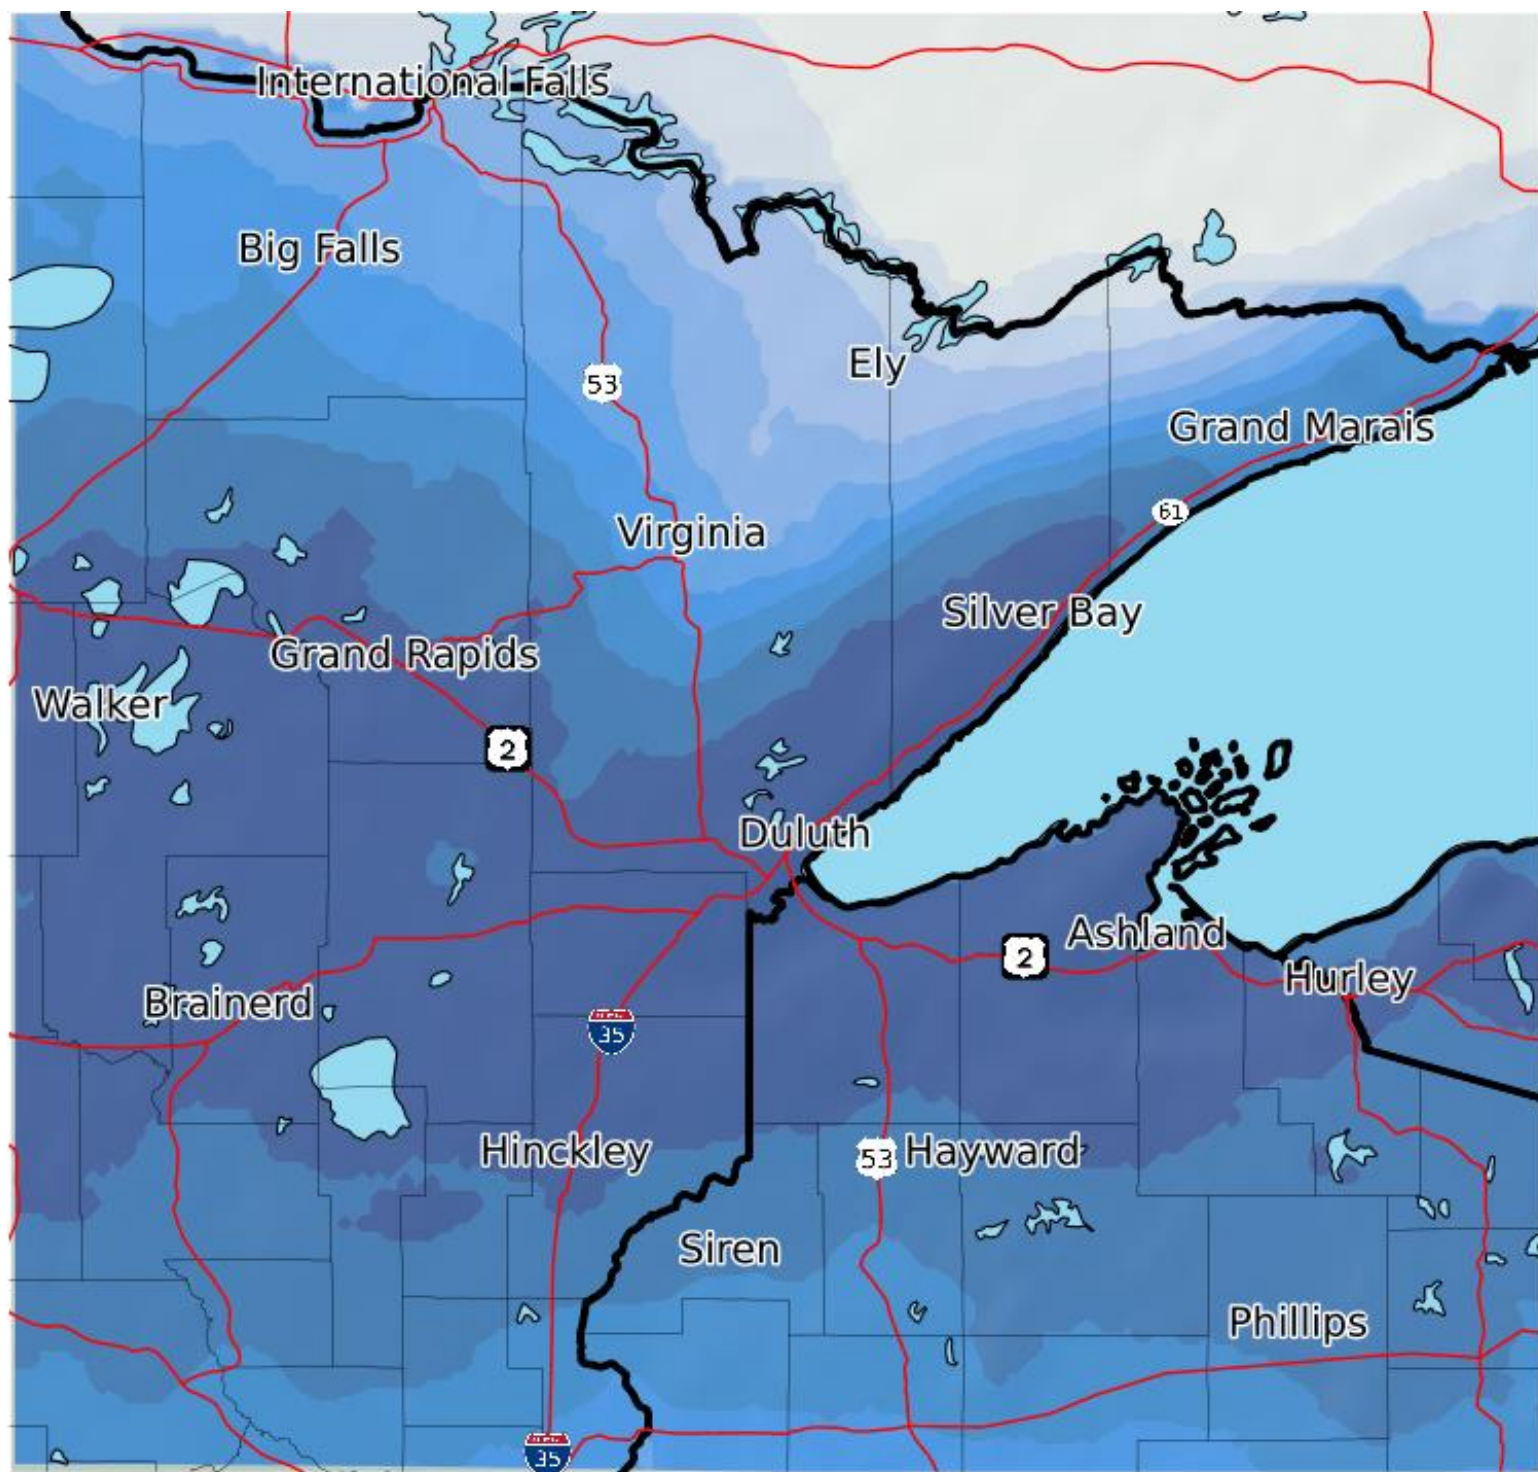 International Falls
Big Falls
Ely
53
Grand Marais
61
Virginia
Silver Bay
Grand Rapids
Walker
2
Duluth
Ashland
2
Hurley
Brainerd
35
Hinckley
53
Hayward
Siren
Phillips
35